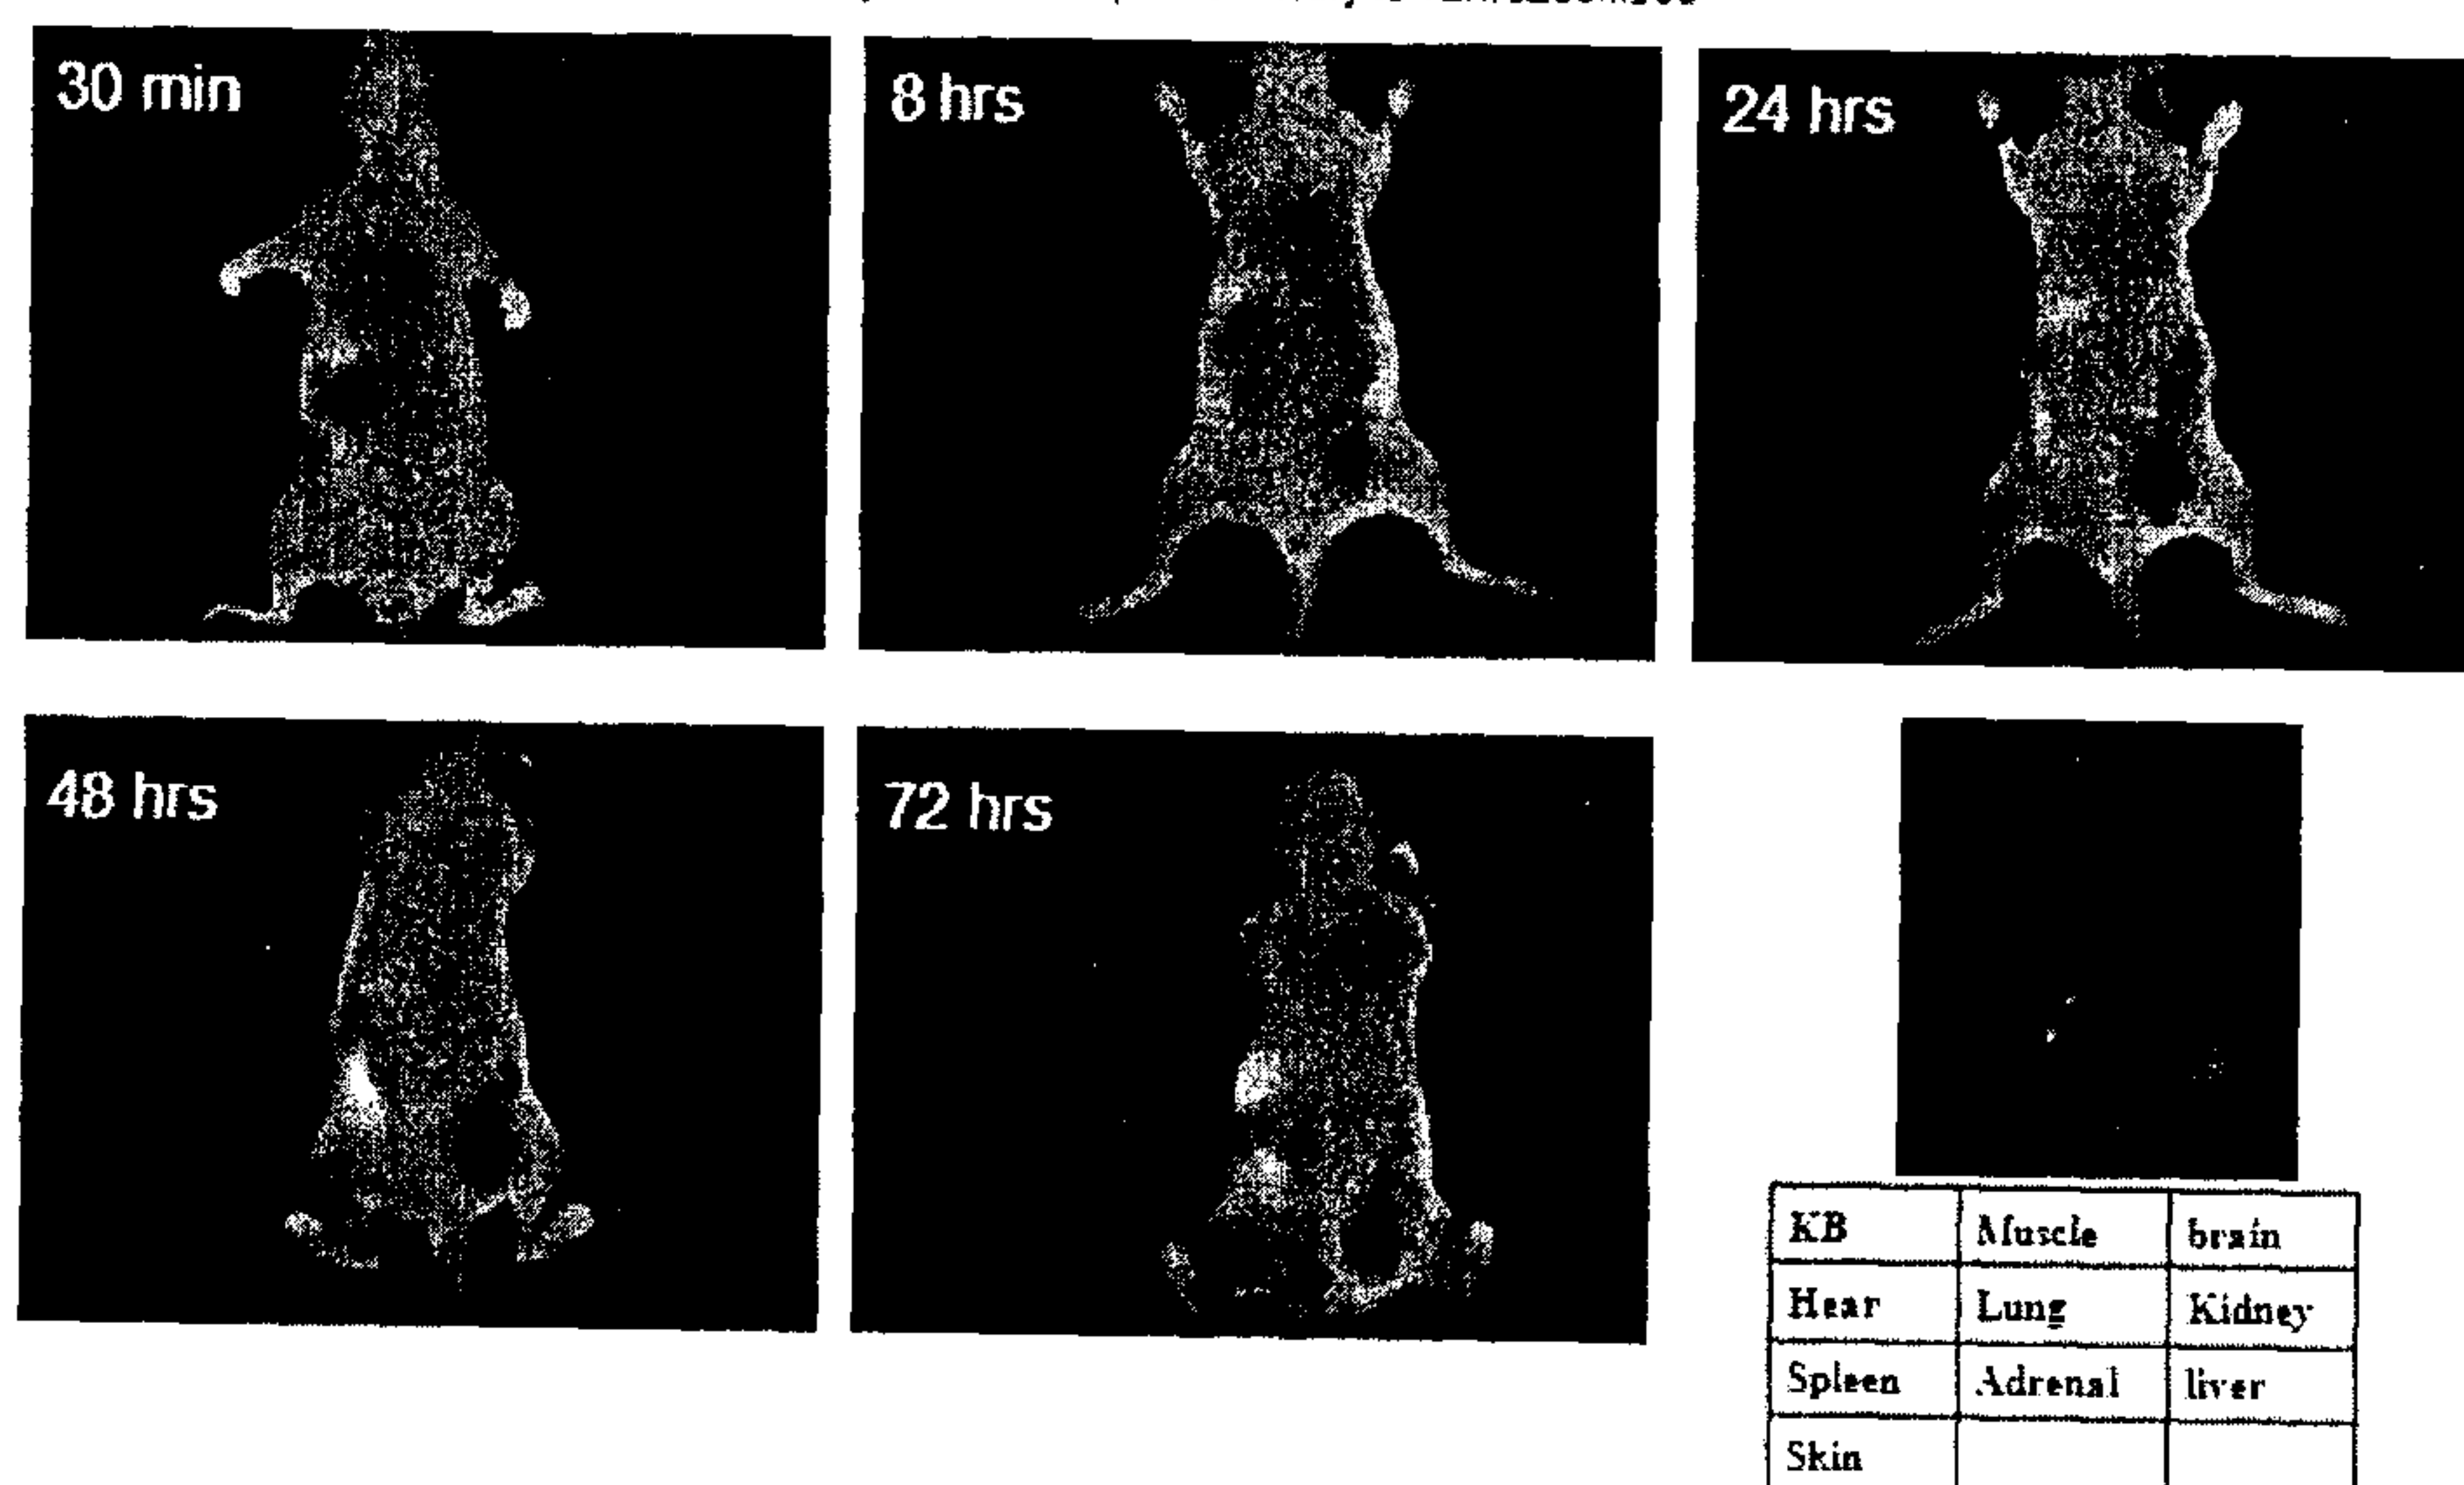 30 min
8 hrs
24 hrs
48 hrs
72 hrs
KB Muscle brain
Hear Lung Kidney
Spleen Adrenal liver
Skin